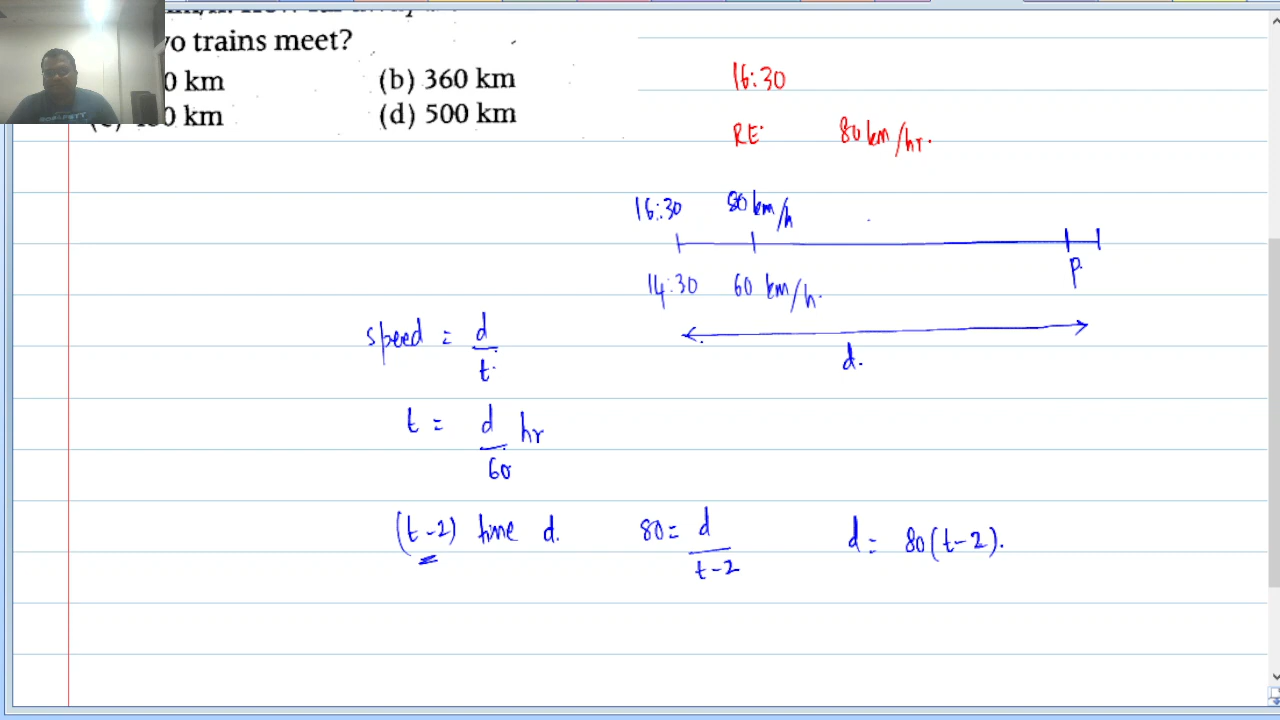 two trains meet?
0 km (b) 360 km
0 km (d) 500 km
16:30
RE. 80 km/hr.
16:30 80 km/h
P.
14:30 60 km/h.
speed = d/t.
d.
t = d/60 hr
(t-2) time d. 80 = d/t-2 d = 80(t-2).